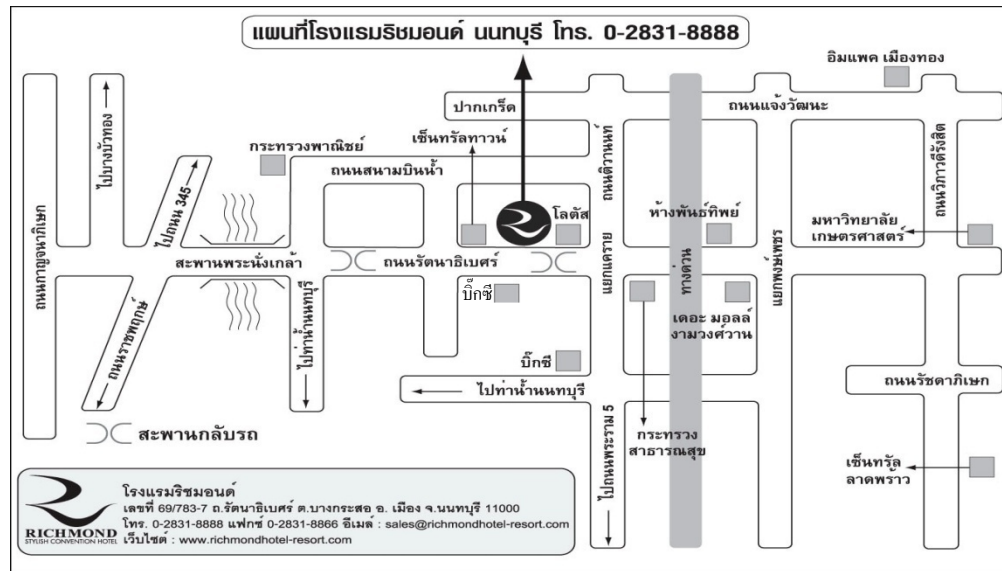 แผนที่โรงแรมริชมอนด์ นนทบุรี โทร. 0-2831-8888
อิมแพค เมืองทอง
ปากเกร็ด
ถนนแจ้งวัฒนะ
ไปบางบัวทอง
กระทรวงพาณิชย์
เซ็นทรัลทาวน์
ถนนติวานนท์
ถนนวิภาวดีรังสิต
ถนนสนามบินน้ำ
ไปถนน 345
โลตัส
ห้างพันธ์ทิพย์
มหาวิทยาลัย
เกษตรศาสตร์
ถนนกาญจนาภิเษก
สะพานพระนั่งเกล้า
ถนนรัตนาธิเบศร์
แยกแคราย
ทางด่วน
แยกพงษ์เพชร
บิ๊กซี
เดอะ มอลล์
งามวงศ์วาน
ถนนราชพฤกษ์
ไปท่าน้ำนนทบุรี
บิ๊กซี
ไปท่าน้ำนนทบุรี
ถนนรัชดาภิเษก
สะพานกลับรถ
ไปถนนพระราม 5
กระทรวง
สาธารณสุข
เซ็นทรัล
ลาดพร้าว
RICHMOND
STYLISH CONVENTION HOTEL
โรงแรมริชมอนด์
เลขที่ 69/783-7 ถ.รัตนาธิเบศร์ ต.บางกระสอ อ. เมือง จ.นนทบุรี 11000
โทร. 0-2831-8888 แฟกซ์ 0-2831-8866 อีเมล์ : sales@richmondhotel-resort.com
เว็บไซต์ : www.richmondhotel-resort.com